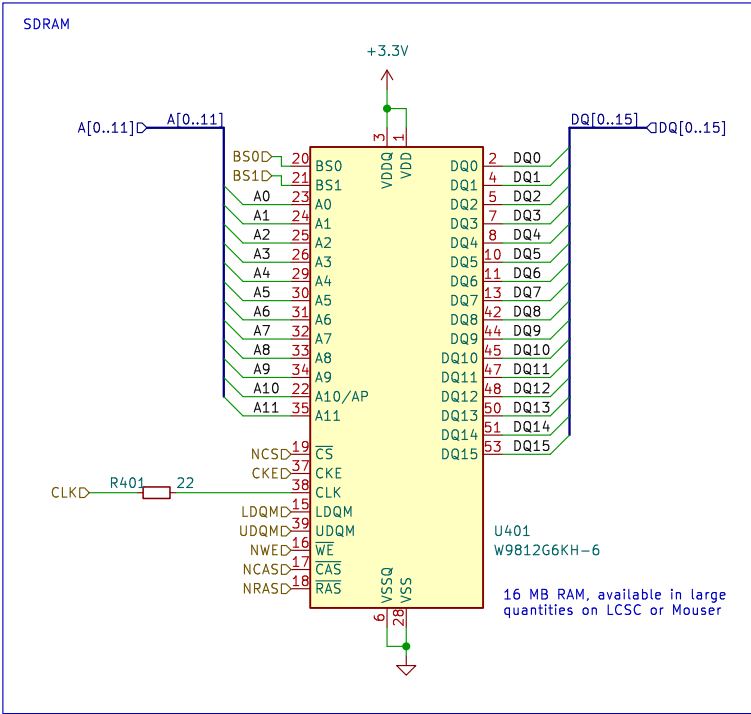 SDRAM
+3.3V
A[0..11] A[0..11] DQ[0..15] DQ[0..15]
3 1
VDDQ VDD
BS0 20 BS0 DQ0 2 DQ0
BS1 21 BS1 DQ1 4 DQ1
A0 23 A0 DQ2 5 DQ2
A1 24 A1 DQ3 7 DQ3
A2 25 A2 DQ4 8 DQ4
A3 26 A3 DQ5 10 DQ5
A4 29 A4 DQ6 11 DQ6
A5 30 A5 DQ7 13 DQ7
A6 31 A6 DQ8 42 DQ8
A7 32 A7 DQ9 44 DQ9
A8 33 A8 DQ10 45 DQ10
A9 34 A9 DQ11 47 DQ11
A10 22 A10/AP DQ12 48 DQ12
A11 35 A11 DQ13 50 DQ13
DQ14 51 DQ14
NCS 19 CS DQ15 53 DQ15
CKE 37 CKE
R401 22
CLK 38 CLK
LDQM 15 LDQM
UDQM 39 UDQM
U401
NWE 16 WE
W9812G6KH-6
NCAS 17 CAS
NRAS 18 RAS
VSSQ VSS
6 28
16 MB RAM, available in large
quantities on LCSC or Mouser